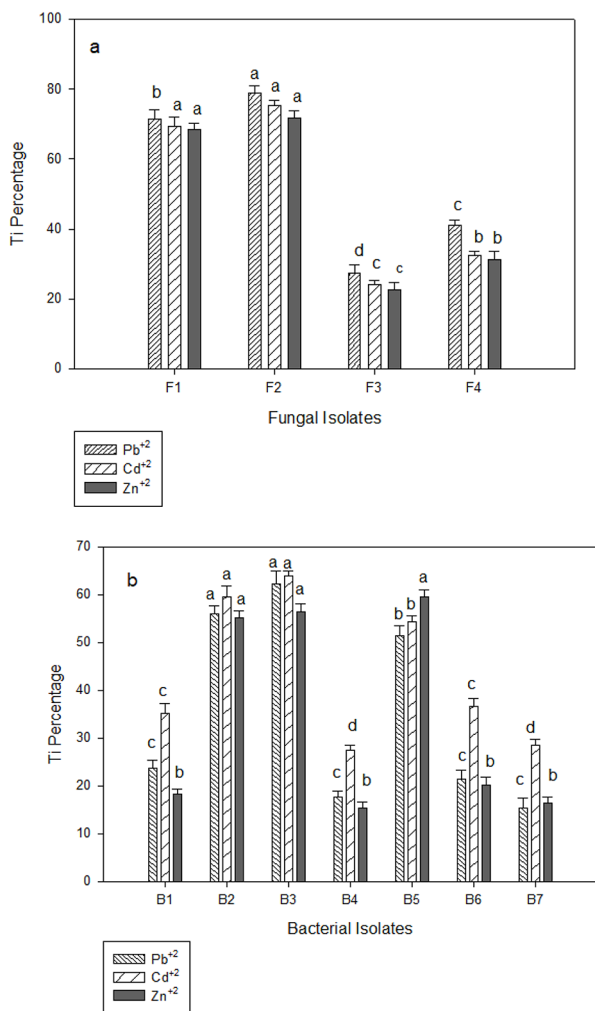 100
a
80
60
40
20
0
Ti Percentage
b a a
a a a
d c c
c b b
F1 F2 F3 F4
Fungal Isolates
Pb+2
Cd+2
Zn+2
70
b
60
50
40
30
20
10
0
Ti Percentage
c c b
a a a
a a a
c d b
b b a
c c b
c d b
B1 B2 B3 B4 B5 B6 B7
Bacterial Isolates
Pb+2
Cd+2
Zn+2